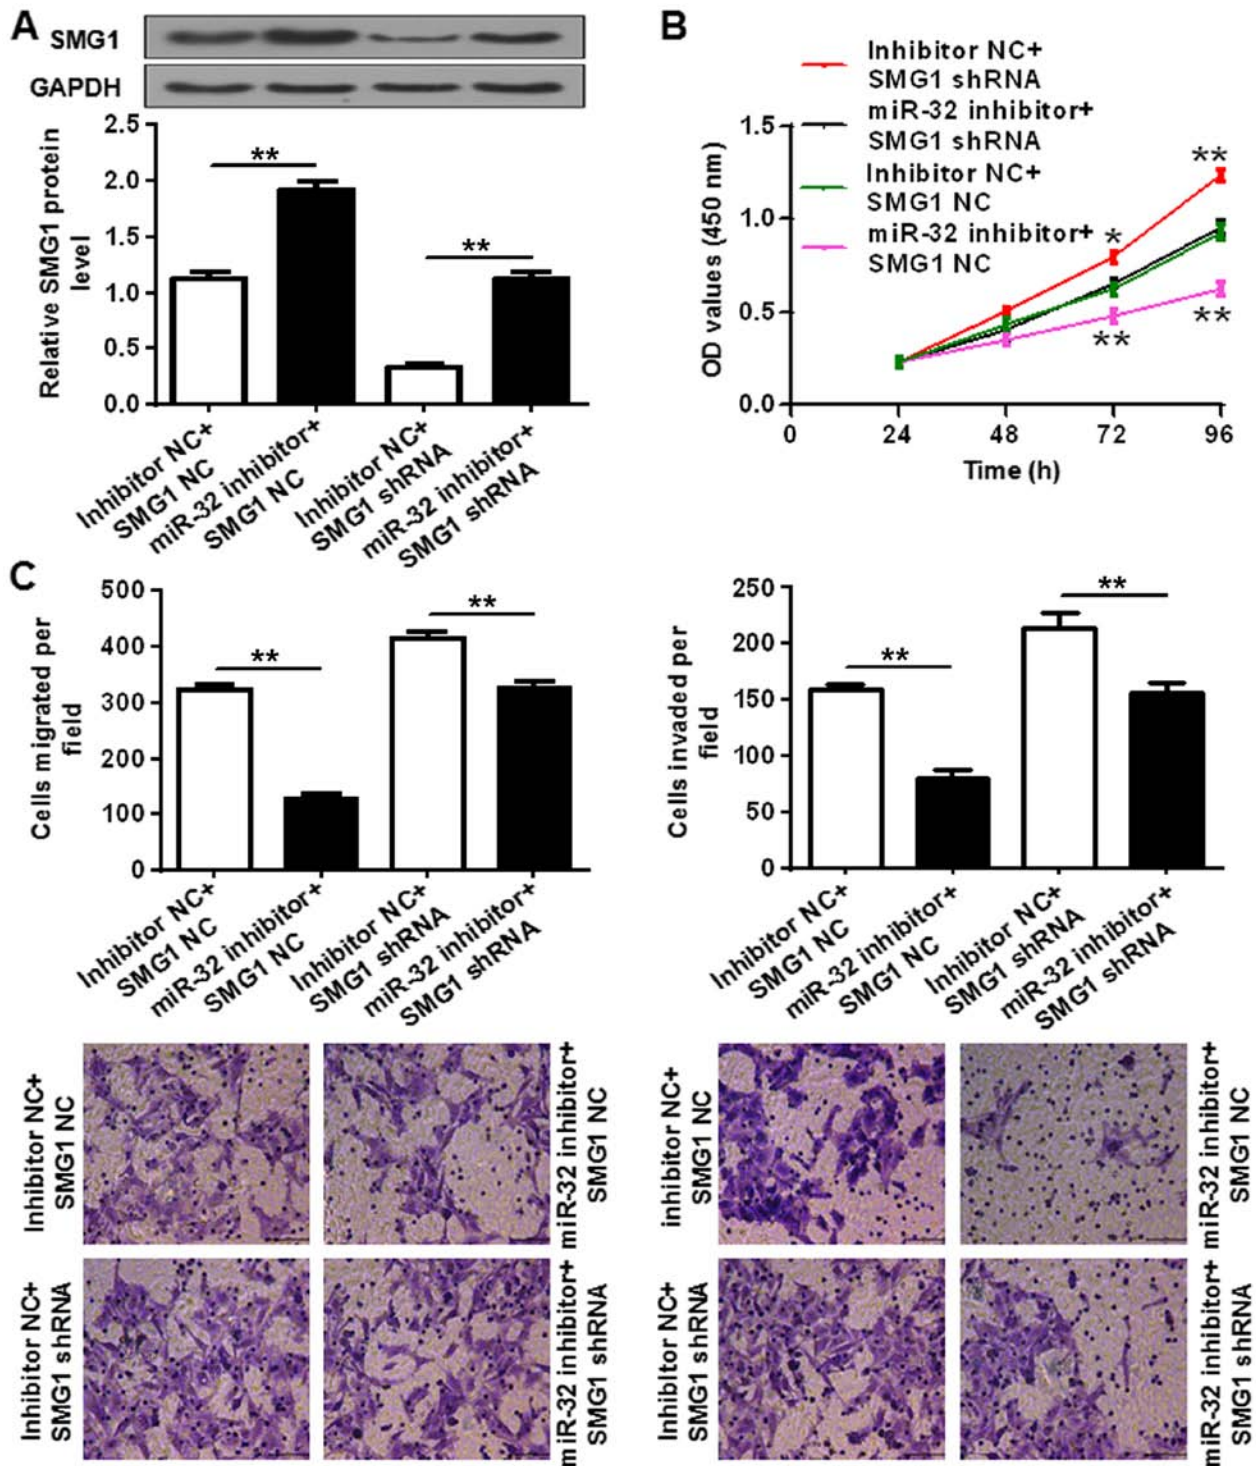 A
SMG1
GAPDH
2.5
2.0
1.5
1.0
0.5
0.0
Relative SMG1 protein
level
**
**
Inhibitor NC+
SMG1 NC
miR-32 inhibitor+
SMG1 NC
Inhibitor NC+
SMG1 shRNA
miR-32 inhibitor+
SMG1 shRNA
B
Inhibitor NC+
SMG1 shRNA
miR-32 inhibitor+
SMG1 shRNA
Inhibitor NC+
SMG1 NC
miR-32 inhibitor+
SMG1 NC
1.5
1.0
0.5
0.0
OD values (450 nm)
*
**
**
**
0 24 48 72 96
Time (h)
C
500
400
300
200
100
0
Cells migrated per
field
**
**
Inhibitor NC+
SMG1 NC
miR-32 inhibitor+
SMG1 NC
Inhibitor NC+
SMG1 shRNA
miR-32 inhibitor+
SMG1 shRNA
250
200
150
100
50
0
Cells invaded per
field
**
**
Inhibitor NC+
SMG1 NC
miR-32 inhibitor+
SMG1 NC
Inhibitor NC+
SMG1 shRNA
miR-32 inhibitor+
SMG1 shRNA
Inhibitor NC+
SMG1 NC
miR-32 inhibitor+
SMG1 NC
inhibitor NC+
SMG1 NC
miR-32 inhibitor+
SMG1 NC
Inhibitor NC+
SMG1 shRNA
miR-32 inhibitor+
SMG1 shRNA
Inhibitor NC+
SMG1 shRNA
miR-32 inhibitor+
SMG1 shRNA